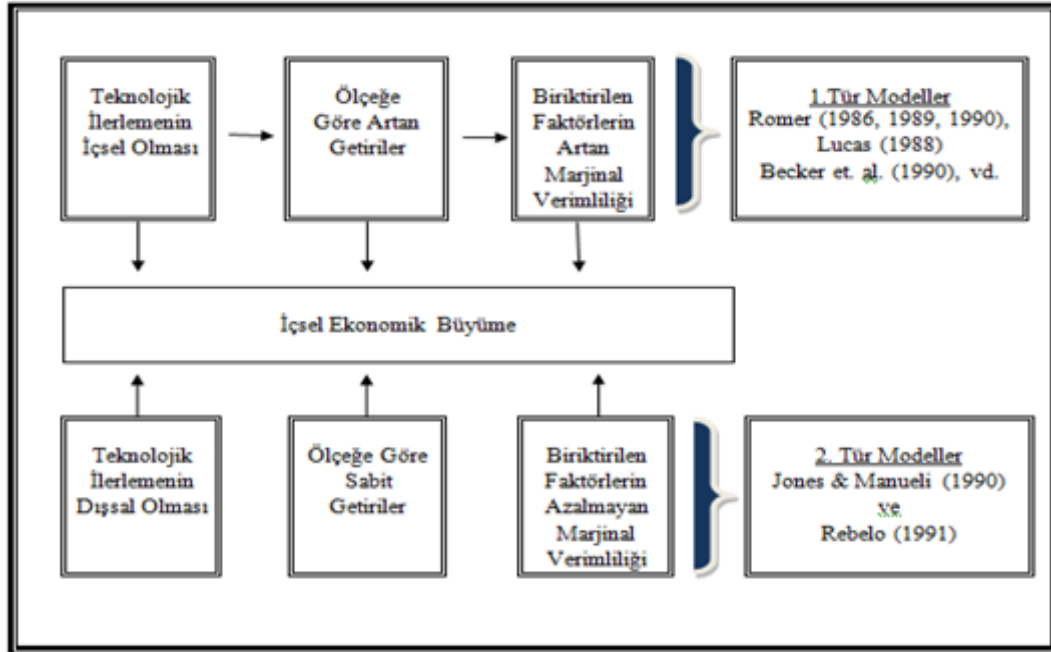 Teknolojik
İlerlemenin
İçsel Olması
Ölçeğe
Göre Artan
Getiriler
Biriktirilen
Faktörlerin
Artan
Marjinal
Verimliliği
1.Tür Modeller
Romer (1986, 1989, 1990),
Lucas (1988)
Becker et. al. (1990), vd.
İçsel Ekonomik Büyüme
Teknolojik
İlerlemenin
Dışsal Olması
Ölçeğe Göre
Sabit
Getiriler
Biriktirilen
Faktörlerin
Azalmayan
Marjinal
Verimliliği
2. Tür Modeller
Jones & Manueli (1990)
ve
Rebelo (1991)